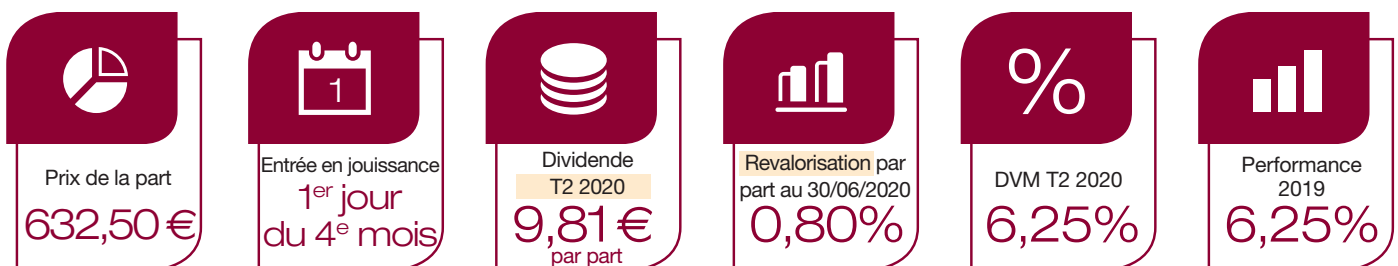 Prix de la part
632,50 €
1
Entrée en jouissance
1er jour
du 4e mois
Dividende
T2 2020
9,81 €
par part
Revalorisation par
part au 30/06/2020
0,80%
%
DVM T2 2020
6,25%
Performance
2019
6,25%